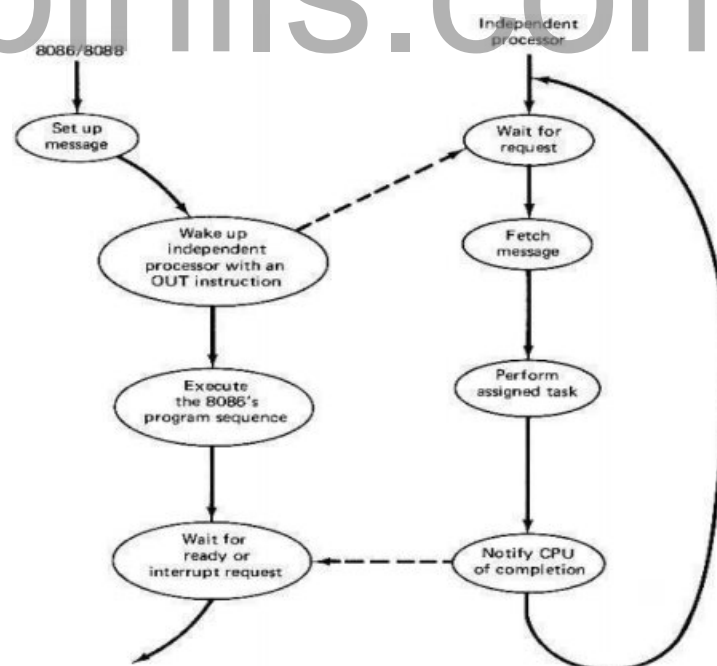 8086/8088
Set up
message
Wake up
independent
processor with an
OUT instruction
Execute
the 8086's
program sequence
Wait for
ready or
interrupt request
Independent
processor
Wait for
request
Fetch
message
Perform
assigned task
Notify CPU
of completion